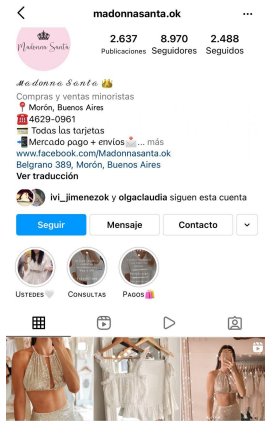 madonnasanta.ok
Madonna Santa
2.637 8.970 2.488
Publicaciones Seguidores Seguidos
Madonna Santa
Compras y ventas minoristas
Morón, Buenos Aires
4629-0961
Todas las tarjetas
Mercado pago + envíos... más
www.facebook.com/Madonnasanta.ok
Belgrano 389, Morón, Buenos Aires
Ver traducción
ivi_jimenezok y olgaclaudia siguen esta cuenta
Seguir Mensaje Contacto
Ustedes Consultas Pagos